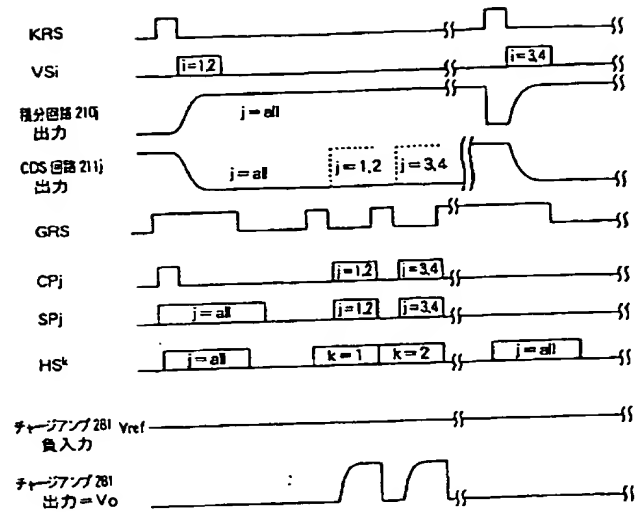 KRS
VSi
i=1,2
i=3,4
積分回路210j
出力
j=all
CDS回路211j
出力
j=all
j=1,2
j=3,4
GRS
CPj
j=1,2
j=3,4
SPj
j=all
j=1,2
j=3,4
HSk
j=all
k=1
k=2
j=all
チャージアンプ281 Vref
負入力
チャージアンプ281
出力=Vo